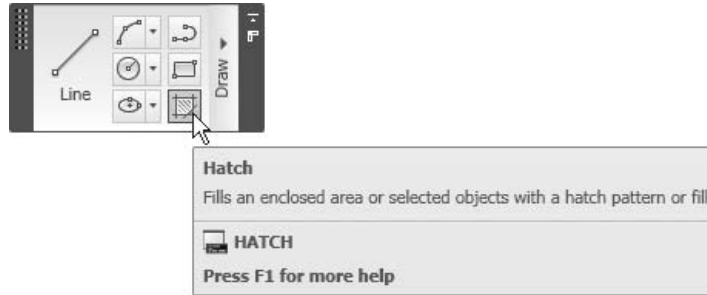 Line
Draw
Hatch
Fills an enclosed area or selected objects with a hatch pattern or fill
HATCH
Press F1 for more help